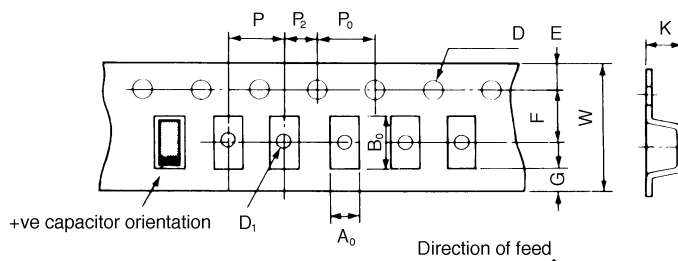 P P₂ P₀ D E K
F W
B₀
G
+ve capacitor orientation D₁ A₀
Direction of feed